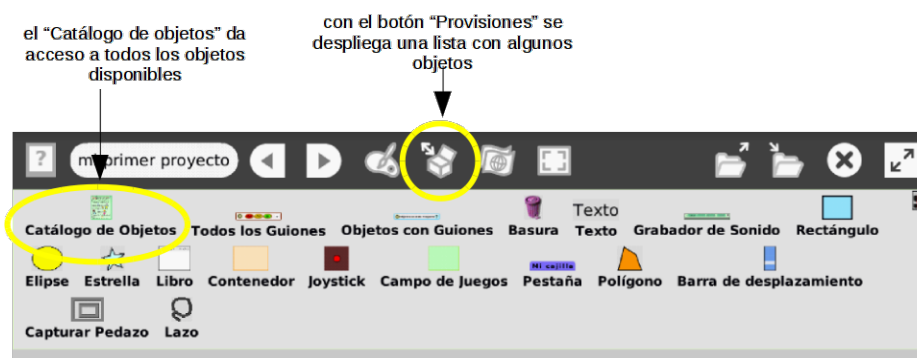 el “Catálogo de objetos” da
acceso a todos los objetos
disponibles
con el botón “Provisiones” se
despliega una lista con algunos
objetos
?
primer proyecto
Catálogo de Objetos Todos los Guiones Objetos con Guiones Basura Texto Texto Grabador de Sonido Rectángulo
Elipse Estrella Libro Contenedor Joystick Campo de Juegos Mi cajilla Pestaña Polígono Barra de desplazamiento
Capturar Pedazo Lazo